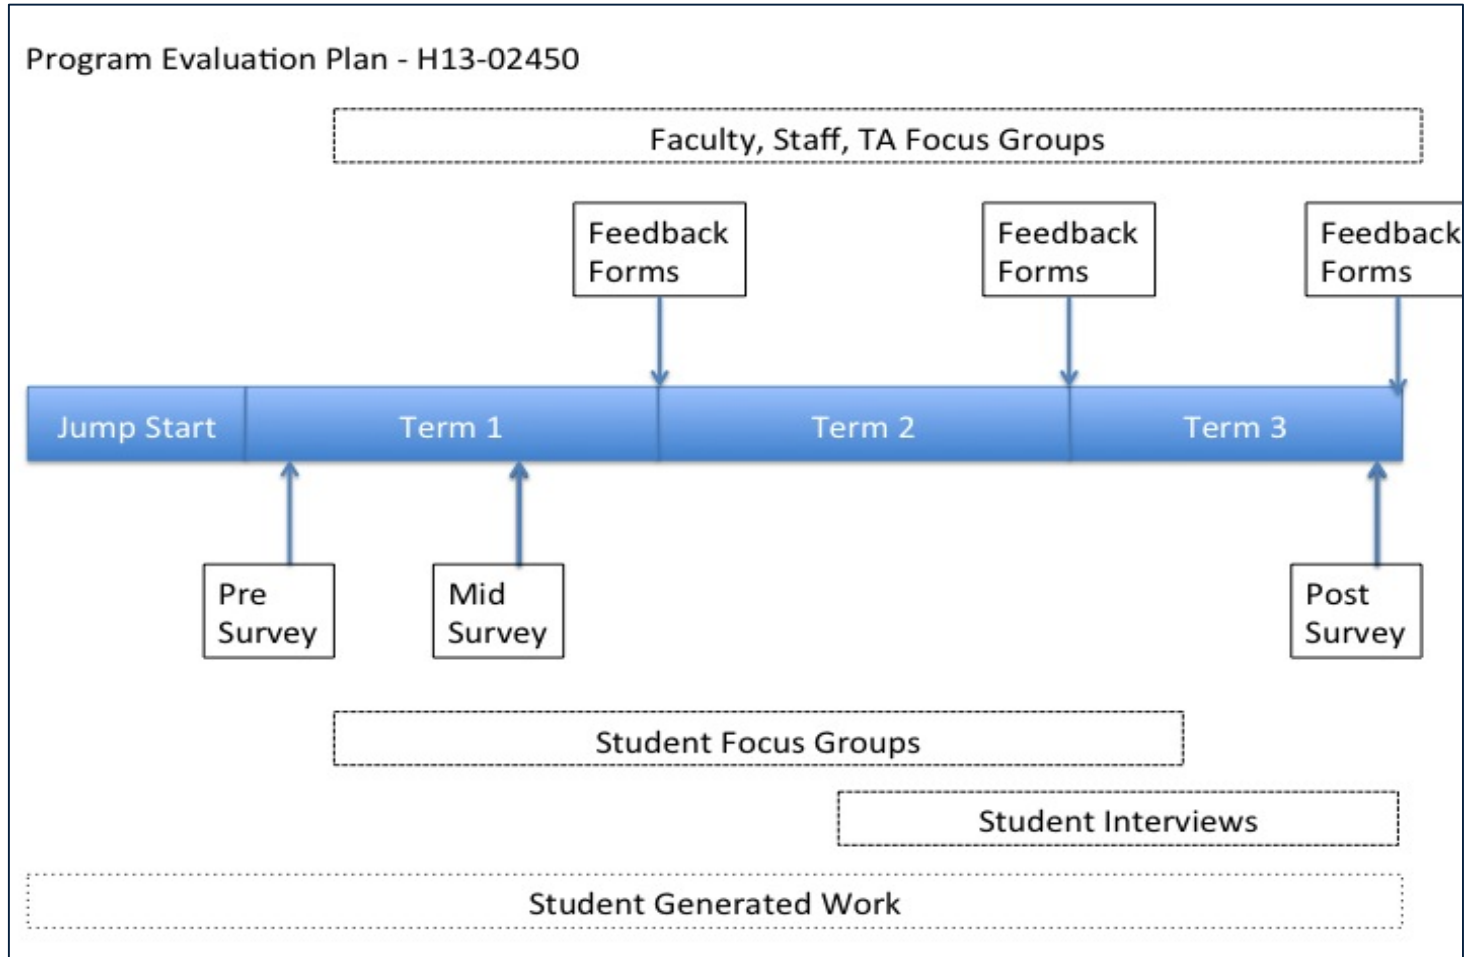 Program Evaluation Plan - H13-02450
Faculty, Staff, TA Focus Groups
Feedback
Forms
Feedback
Forms
Feedback
Forms
Jump Start
Term 1
Term 2
Term 3
Pre
Survey
Mid
Survey
Post
Survey
Student Focus Groups
Student Interviews
Student Generated Work